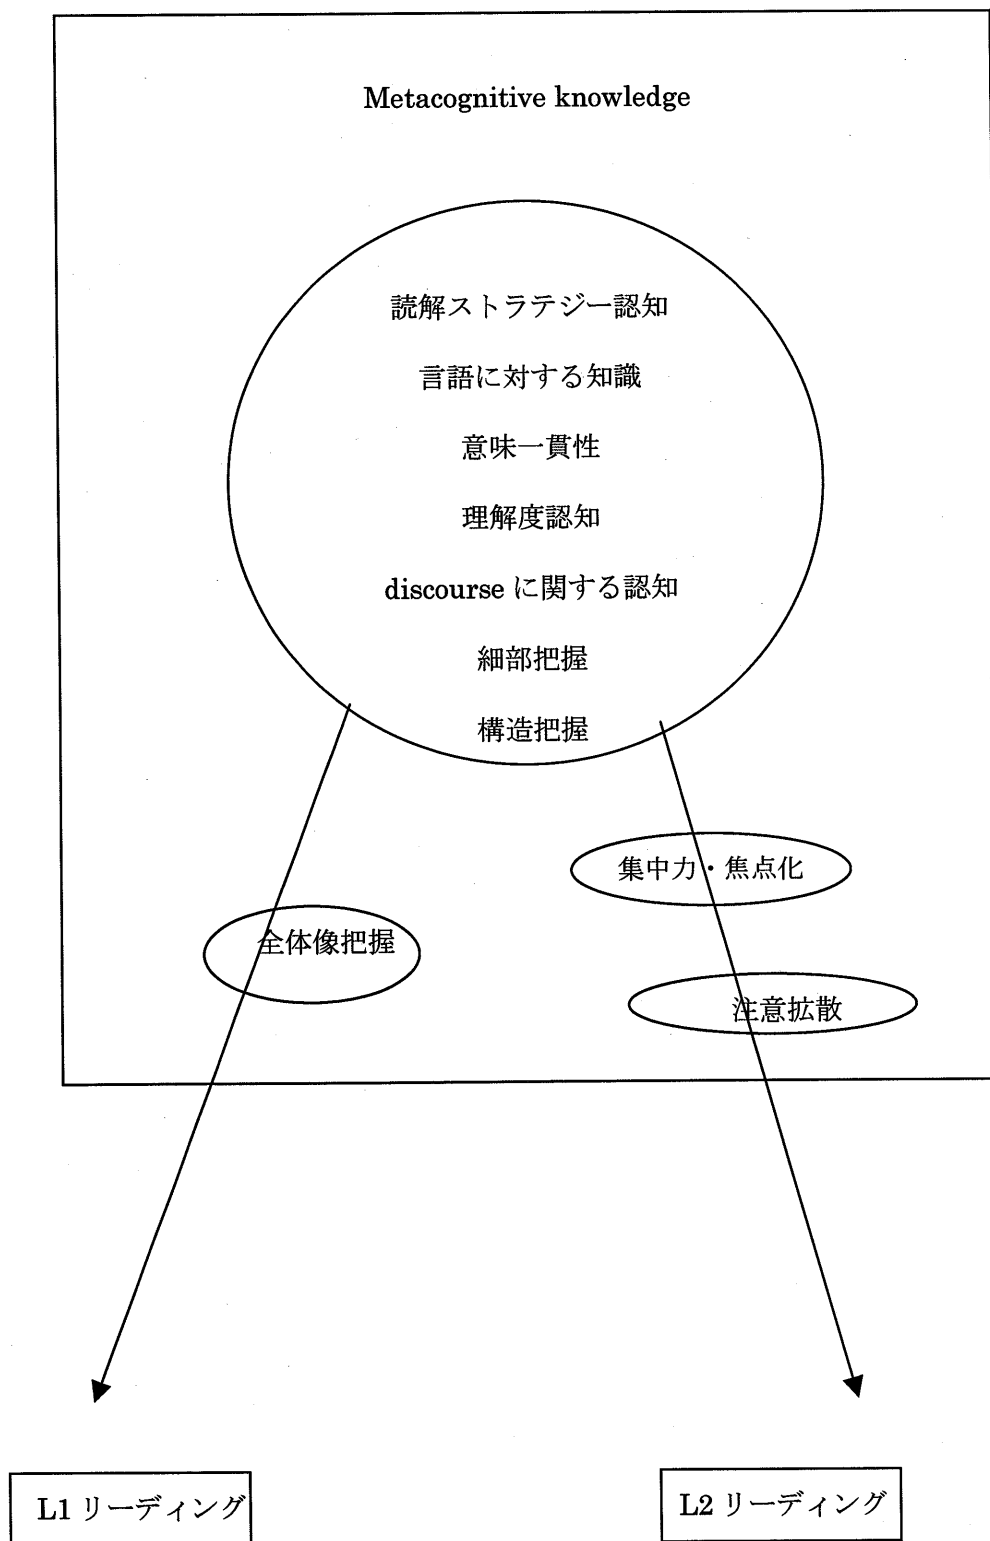 Metacognitive knowledge
読解ストラテジー認知
言語に対する知識
意味一貫性
理解度認知
discourse に関する認知
細部把握
構造把握
集中力・焦点化
全体像把握
注意拡散
L1 リーディング
L2 リーディング